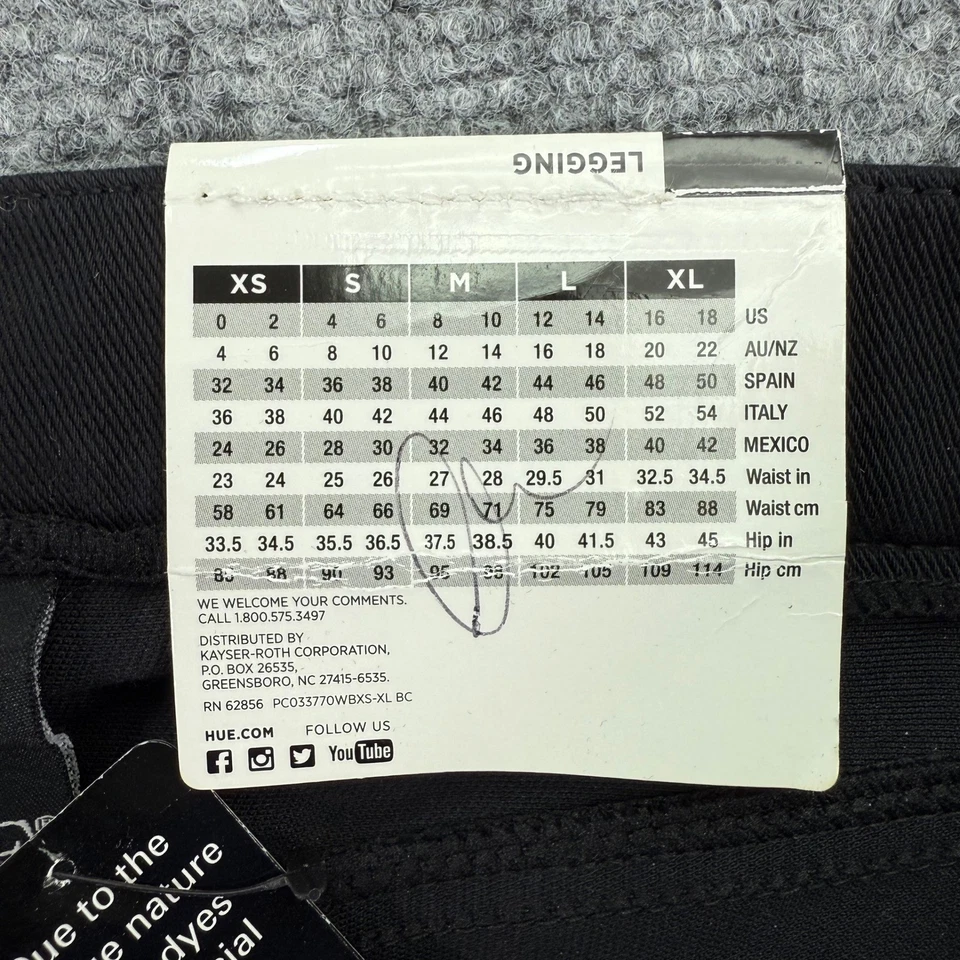 LEGGING
XS S M L XL
0 2 4 6 8 10 12 14 16 18 US
4 6 8 10 12 14 16 18 20 22 AU/NZ
32 34 36 38 40 42 44 46 48 50 SPAIN
36 38 40 42 44 46 48 50 52 54 ITALY
24 26 28 30 32 34 36 38 40 42 MEXICO
23 24 25 26 27 28 29.5 31 32.5 34.5 Waist in
58 61 64 66 69 71 75 79 83 88 Waist cm
33.5 34.5 35.5 36.5 37.5 38.5 40 41.5 43 45 Hip in
88 90 93 95 98 102 105 109 114 Hip cm
WE WELCOME YOUR COMMENTS.
CALL 1.800.575.3497
DISTRIBUTED BY
KAYSER-ROTH CORPORATION,
P.O. BOX 26535,
GREENSBORO, NC 27415-6535.
RN 62856 PC033770WBXS-XL BC
HUE.COM FOLLOW US
YouTube
Due to the
nature
dyes